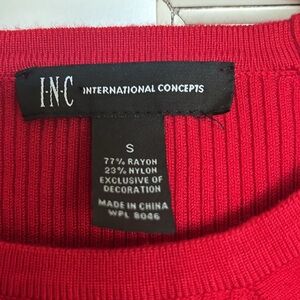 I·N·C INTERNATIONAL CONCEPTS
S
77% RAYON
23% NYLON
EXCLUSIVE OF
DECORATION
MADE IN CHINA
WPL 8046